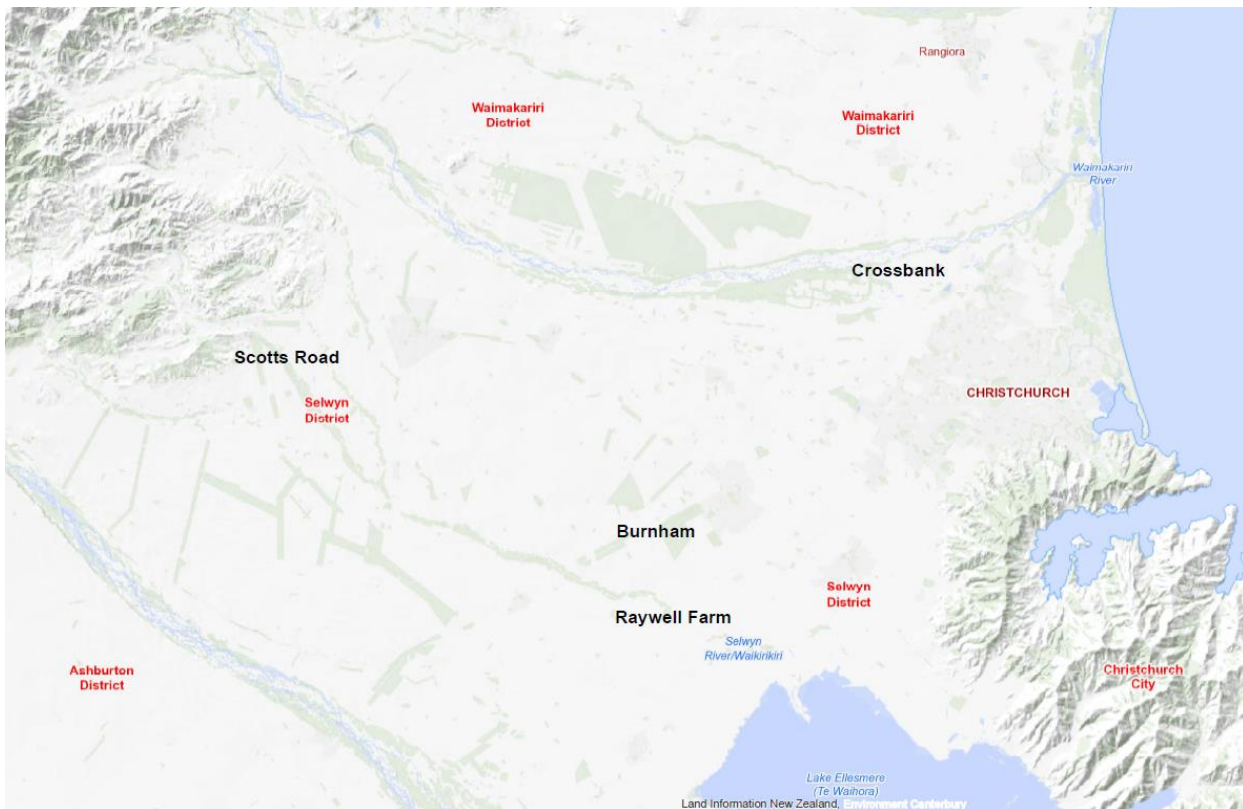 Rangiora
Waimakariri
District
Waimakariri
District
Waimakariri
River
Crossbank
Scotts Road
Selwyn
District
CHRISTCHURCH
Burnham
Selwyn
District
Raywell Farm
Selwyn
River/Waikirikiri
Ashburton
District
Christchurch
City
Lake Ellesmere
(Te Waihora)
Land Information New Zealand, Environment Canterbury